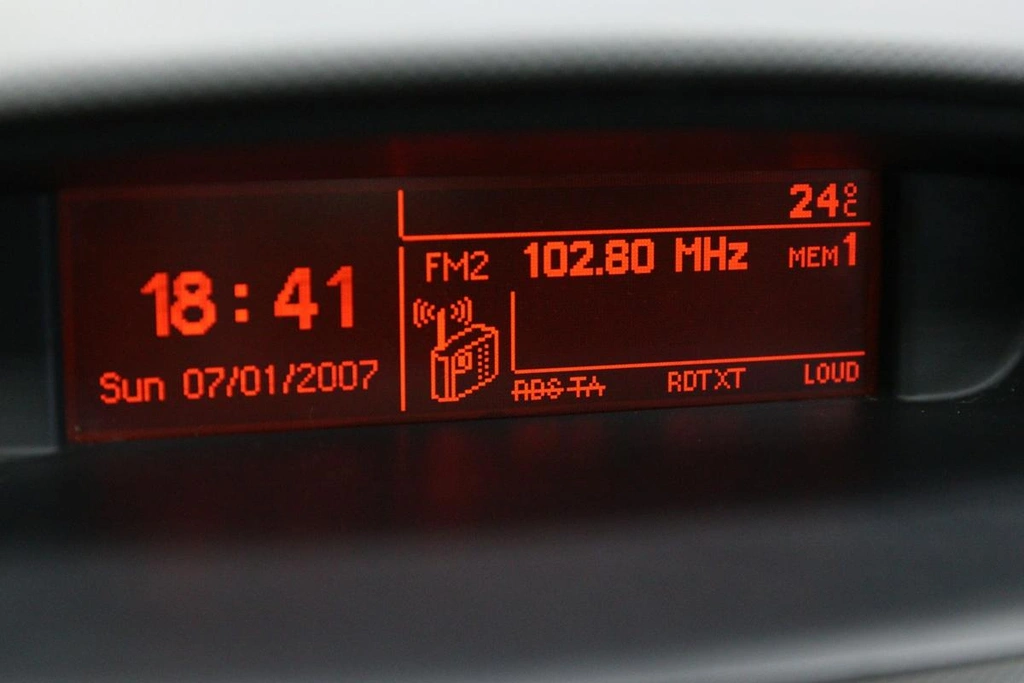 18:41
Sun 07/01/2007
24°C
FM2 102.80 MHz MEM1
RDS TA RDTXT LOUD